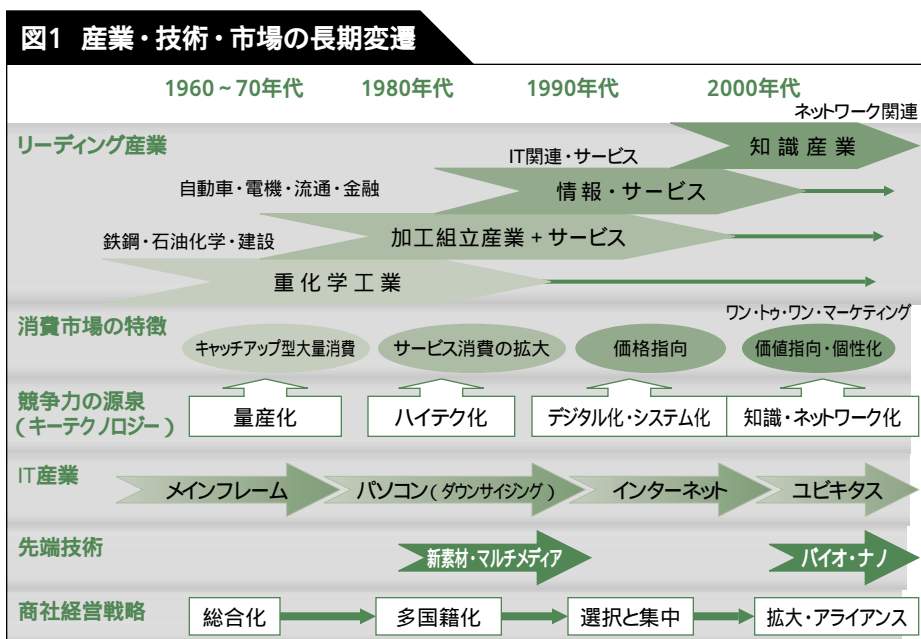 図1 産業・技術・市場の長期変遷
1960~70年代 1980年代 1990年代 2000年代
ネットワーク関連
リーディング産業
知識産業
IT関連・サービス
情報・サービス
自動車・電機・流通・金融
加工組立産業+サービス
鉄鋼・石油化学・建設
重化学工業
消費市場の特徴
ワン・トゥ・ワン・マーケティング
キャッチアップ型大量消費 サービス消費の拡大 価格指向 価値指向・個性化
競争力の源泉
(キーテクノロジー)
量産化 ハイテク化 デジタル化・システム化 知識・ネットワーク化
IT産業
メインフレーム パソコン(ダウンサイジング) インターネット ユビキタス
先端技術
新素材・マルチメディア バイオ・ナノ
商社経営戦略
総合化 多国籍化 選択と集中 拡大・アライアンス